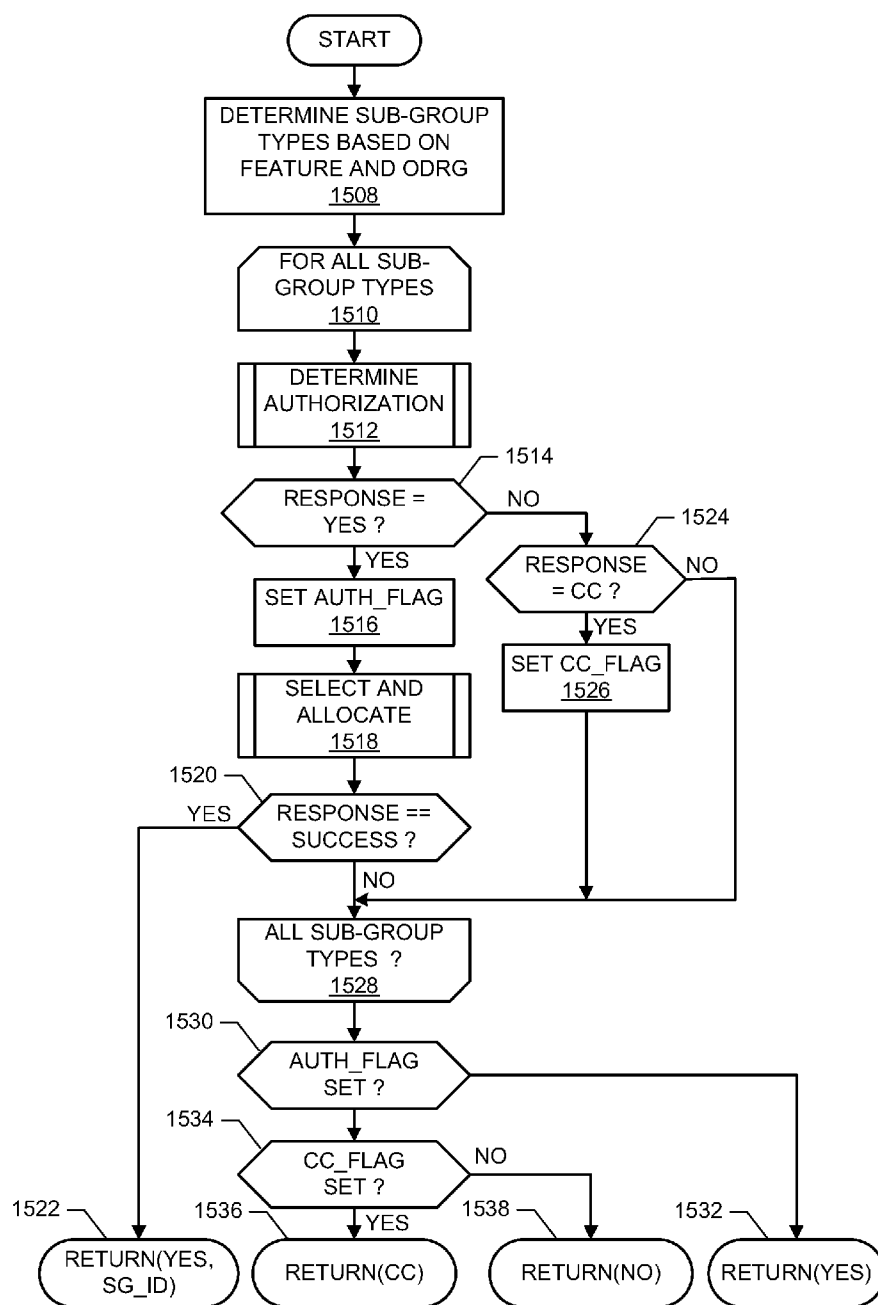 START
DETERMINE SUB-GROUP
TYPES BASED ON
FEATURE AND ODRG
1508
FOR ALL SUB-
GROUP TYPES
1510
DETERMINE
AUTHORIZATION
1512
1514
RESPONSE =
YES ?
NO
YES
1524
RESPONSE
= CC ?
NO
YES
SET AUTH_FLAG
1516
SET CC_FLAG
1526
SELECT AND
ALLOCATE
1518
1520
YES
RESPONSE ==
SUCCESS ?
NO
ALL SUB-GROUP
TYPES ?
1528
1530
AUTH_FLAG
SET ?
1534
CC_FLAG
SET ?
NO
YES
1522
RETURN(YES,
SG_ID)
1536
RETURN(CC)
1538
RETURN(NO)
1532
RETURN(YES)